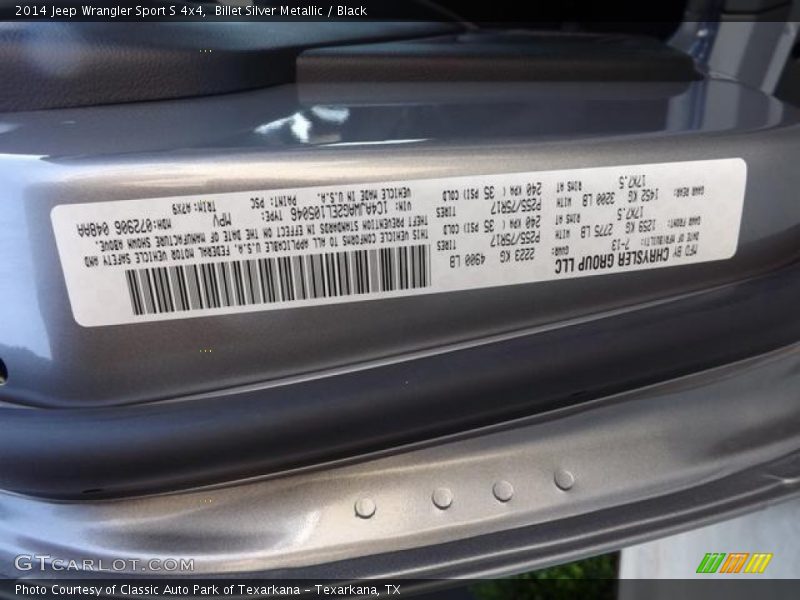 2014 Jeep Wrangler Sport S 4x4,  Billet Silver Metallic / Black
MFD BY CHRYSLER GROUP LLC
DATE OF MFR: 7-13
GVWR: 2223 KG 4900 LB
GAWR FRONT: 1259 KG 2775 LB WITH TIRES P255/75R17
17X7.5 RIMS AT 240 KPA ( 35 PSI) COLD
GAWR REAR: 1452 KG 3200 LB WITH TIRES P255/75R17
17X7.5 RIMS AT 240 KPA ( 35 PSI) COLD
THIS VEHICLE CONFORMS TO ALL APPLICABLE U.S.A. FEDERAL MOTOR VEHICLE SAFETY AND
THEFT PREVENTION STANDARDS IN EFFECT ON THE DATE OF MANUFACTURE SHOWN ABOVE.
VIN: 1C4AJWAG2EL105046 TYPE: MPV MDH:072906 048AA
VEHICLE MADE IN U.S.A. PAINT: PSC TRIM: A7X9
GTCARLOT.COM
Photo Courtesy of Classic Auto Park of Texarkana – Texarkana, TX